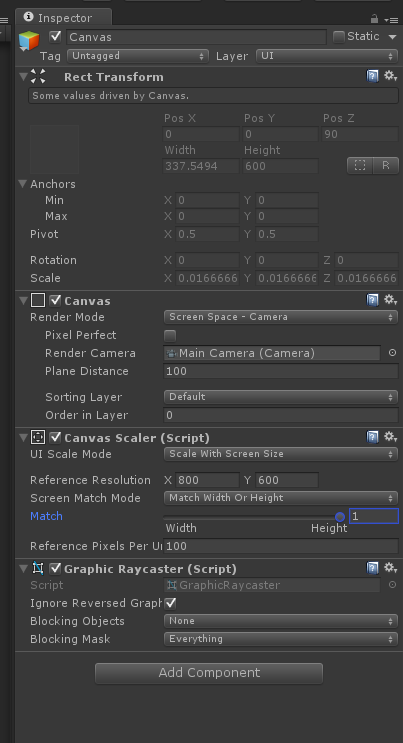 Inspector
Canvas Static
Tag Untagged Layer UI
Rect Transform
Some values driven by Canvas.
Pos X Pos Y Pos Z
0 0 90
Width Height
337.5494 600 R
Anchors
Min X 0 Y 0
Max X 0 Y 0
Pivot X 0.5 Y 0.5
Rotation X 0 Y 0 Z 0
Scale X 0.0166666 Y 0.0166666 Z 0.0166666
Canvas
Render Mode Screen Space - Camera
Pixel Perfect
Render Camera Main Camera (Camera)
Plane Distance 100
Sorting Layer Default
Order in Layer 0
Canvas Scaler (Script)
UI Scale Mode Scale With Screen Size
Reference Resolution X 800 Y 600
Screen Match Mode Match Width Or Height
Match 1
Width Height
Reference Pixels Per Un 100
Graphic Raycaster (Script)
Script GraphicRaycaster
Ignore Reversed Graph
Blocking Objects None
Blocking Mask Everything
Add Component